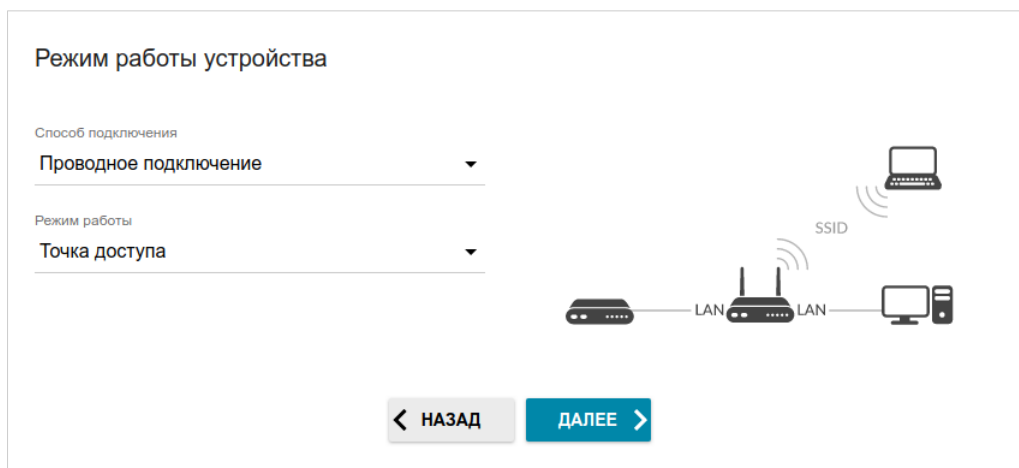 Режим работы устройства
Способ подключения
Проводное подключение
Режим работы
Точка доступа
SSID
LAN LAN
НАЗАД ДАЛЕЕ